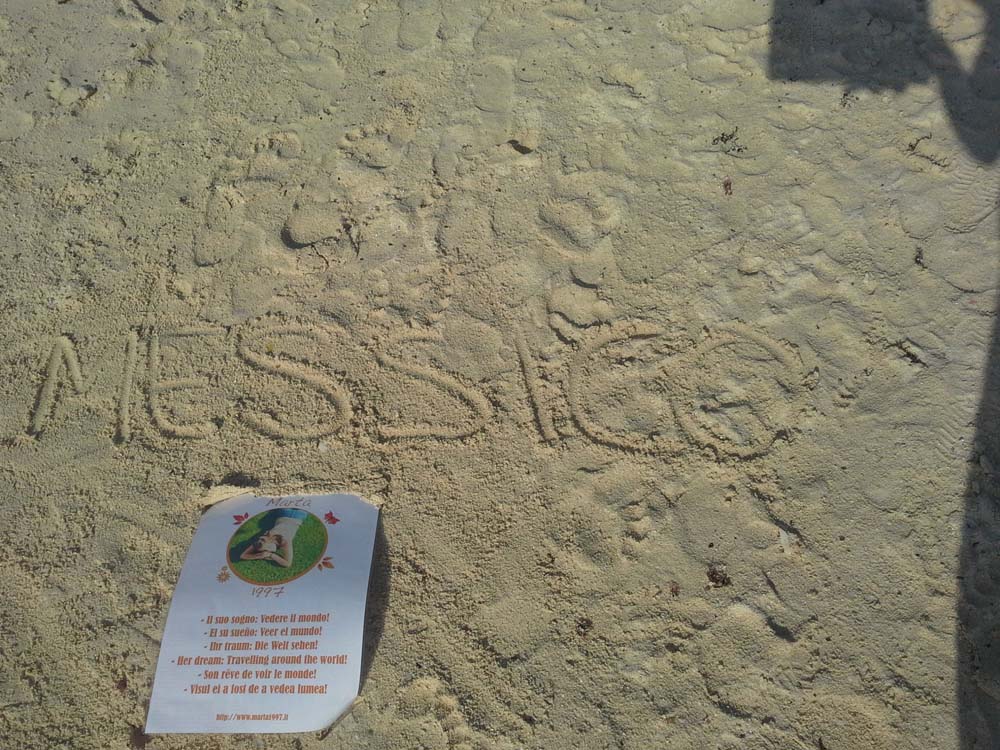 MESSICO
Marta
1997
- Il suo sogno: Vedere il mondo!
- El su sueño: Veer el mundo!
- Ihr traum: Die Welt sehen!
- Her dream: Travelling around the world!
- Son rêve de voir le monde!
- Visul ei a fost de a vedea lumea!
http://www.marta1997.it